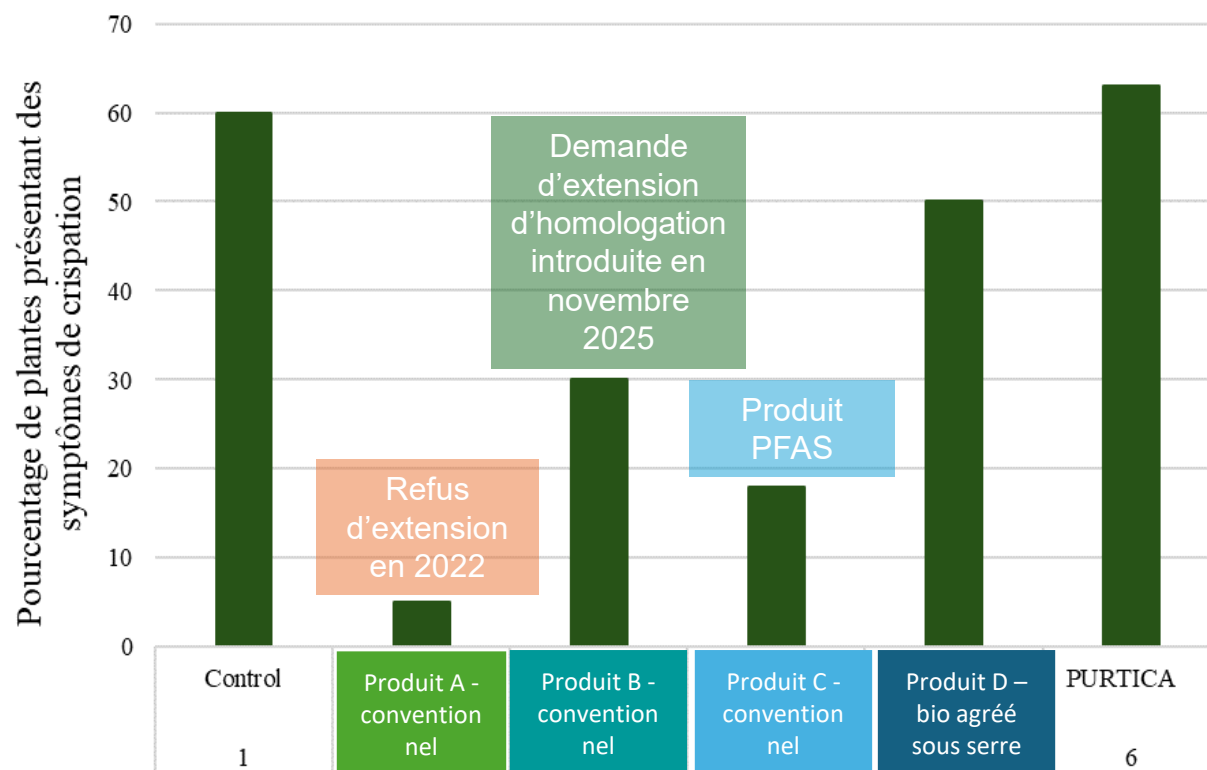 Pourcentage de plantes présentant des
symptômes de crispation
70
60
50
40
30
20
10
0
Demande
d’extension
d’homologation
introduite en
novembre
2025
Produit
PFAS
Refus
d’extension
en 2022
Control
1
Produit A -
convention
nel
Produit B -
convention
nel
Produit C -
convention
nel
Produit D –
bio agréé
sous serre
PURTICA
6